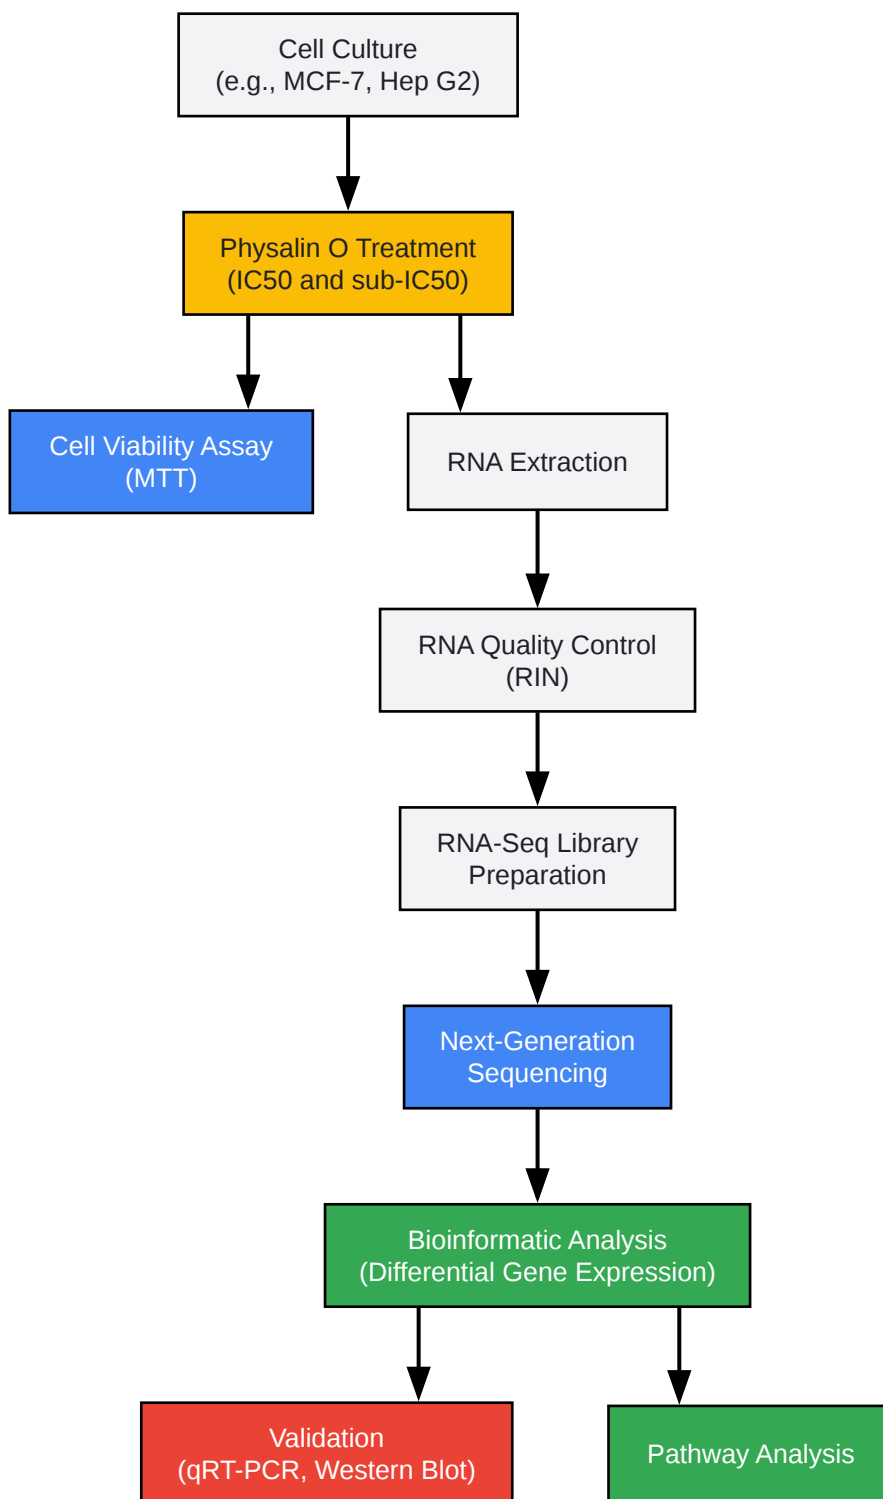 Cell Culture
(e.g., MCF-7, Hep G2)
Physalin O Treatment
(IC50 and sub-IC50)
Cell Viability Assay
(MTT)
RNA Extraction
RNA Quality Control
(RIN)
RNA-Seq Library
Preparation
Next-Generation
Sequencing
Bioinformatic Analysis
(Differential Gene Expression)
Validation
(qRT-PCR, Western Blot)
Pathway Analysis